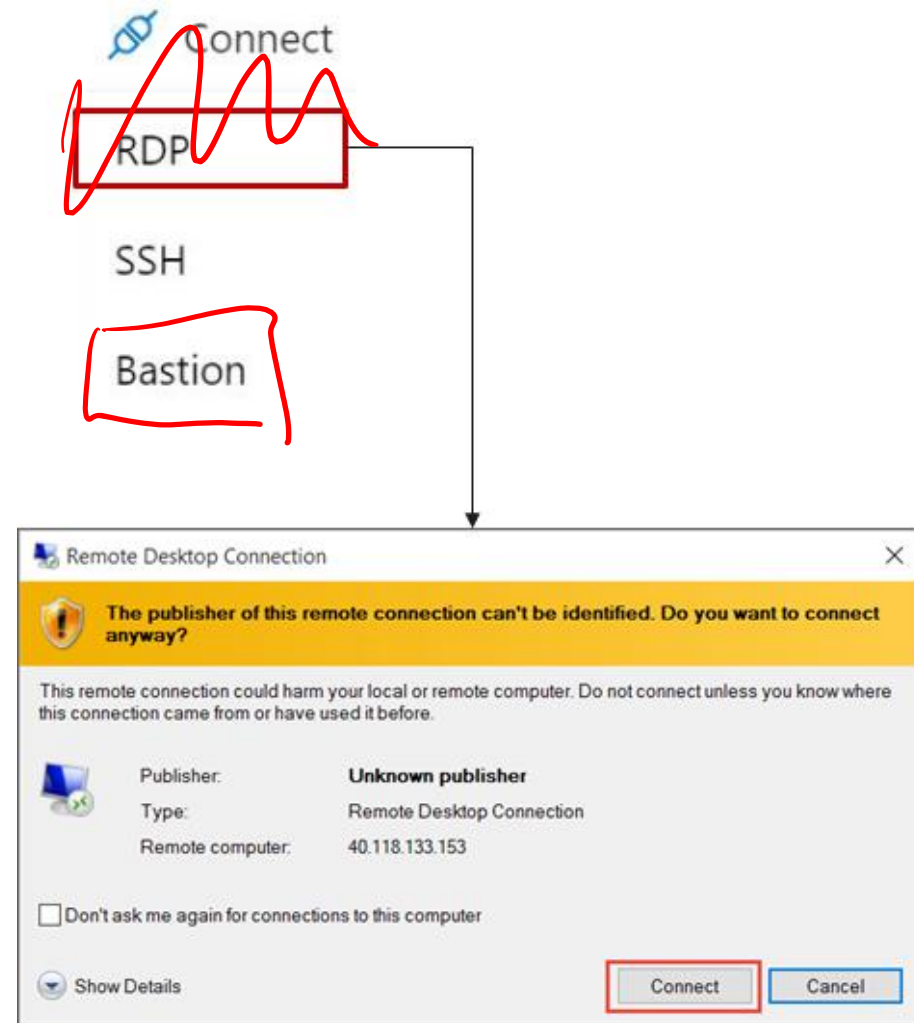 Connect
RDP
SSH
Bastion
Remote Desktop Connection
The publisher of this remote connection can't be identified. Do you want to connect
anyway?
This remote connection could harm your local or remote computer. Do not connect unless you know where
this connection came from or have used it before.
Publisher: Unknown publisher
Type: Remote Desktop Connection
Remote computer: 40.118.133.153
Don't ask me again for connections to this computer
Show Details Connect Cancel